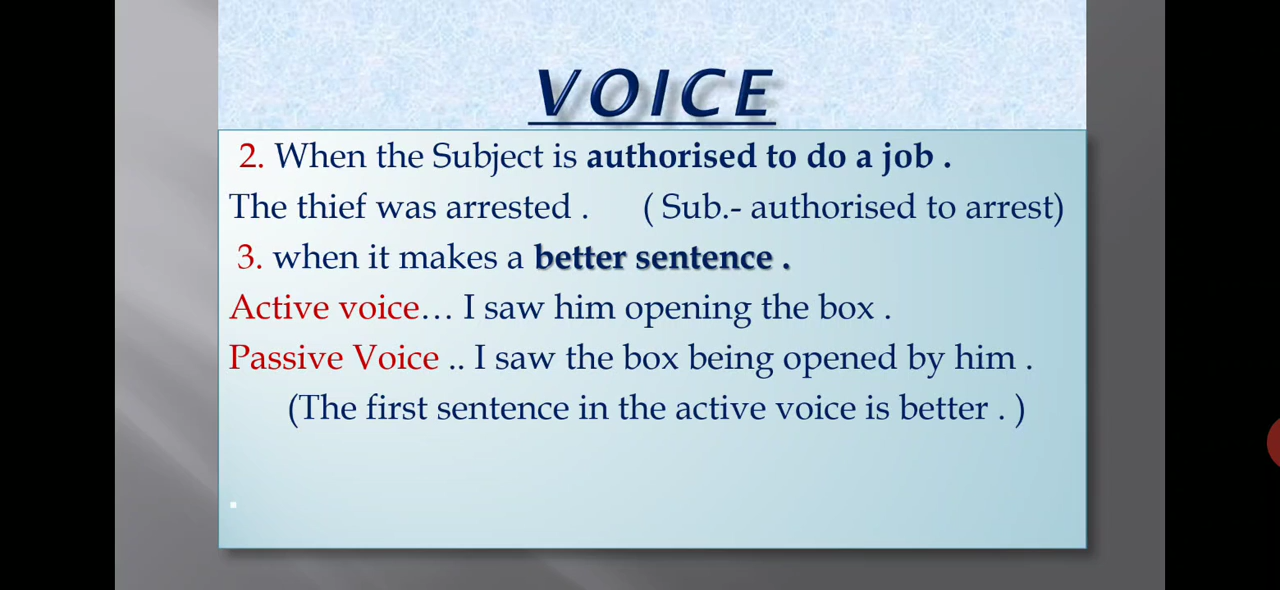 VOICE
2. When the Subject is authorised to do a job .
The thief was arrested . ( Sub.- authorised to arrest)
3. when it makes a better sentence .
Active voice… I saw him opening the box .
Passive Voice .. I saw the box being opened by him .
(The first sentence in the active voice is better . )